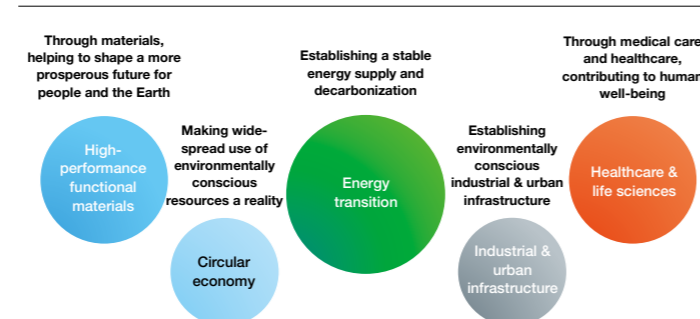 Through materials,
helping to shape a more
prosperous future for
people and the Earth
High-
performance
functional
materials
Making wide-
spread use of
environmentally
conscious
resources a reality
Circular
economy
Establishing a stable
energy supply and
decarbonization
Energy
transition
Establishing
environmentally
conscious
industrial & urban
infrastructure
Industrial &
urban
infrastructure
Through medical care
and healthcare,
contributing to human
well-being
Healthcare &
life sciences